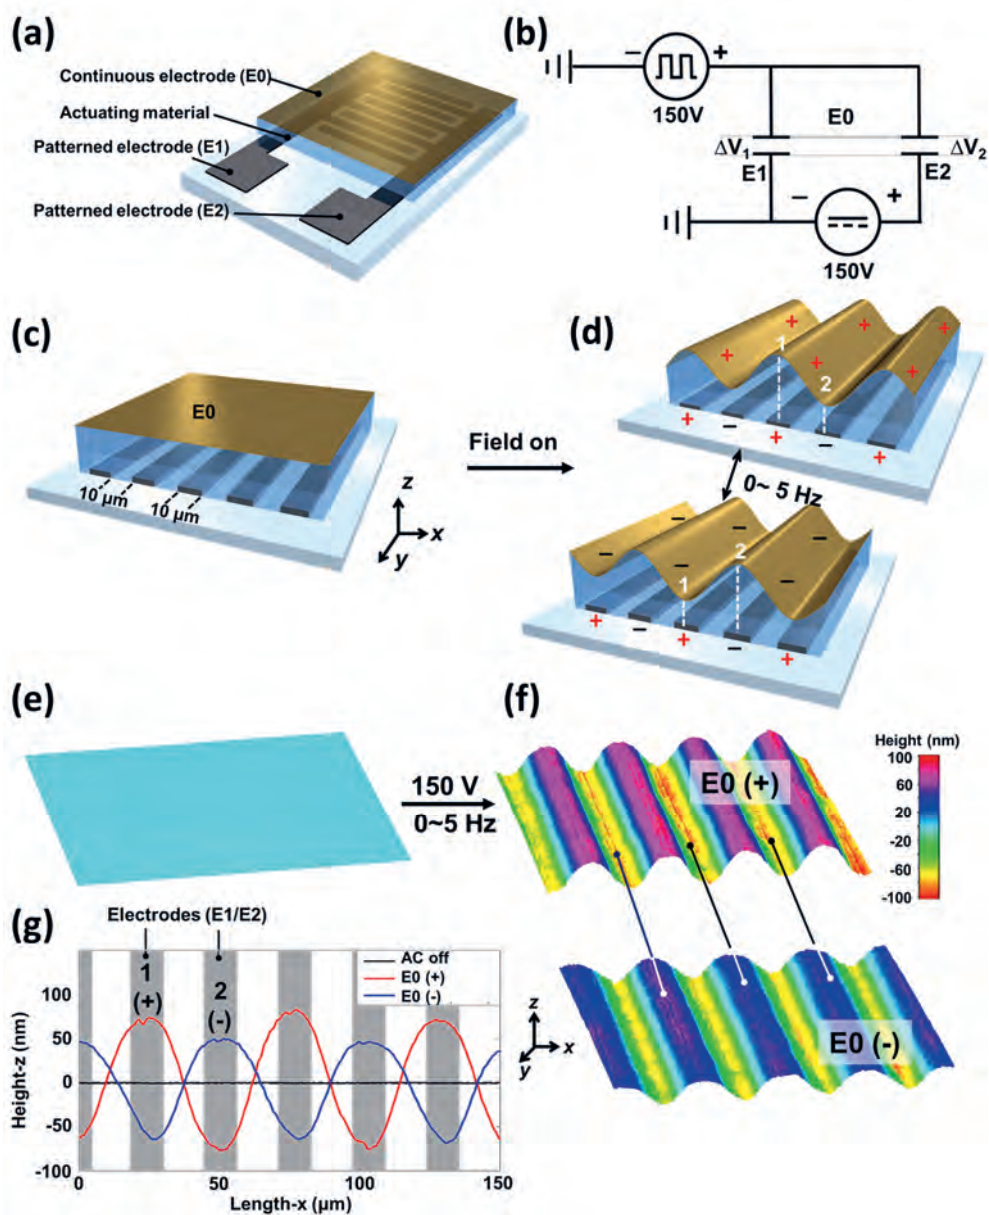 (a)
Continuous electrode (E0)
Actuating material
Patterned electrode (E1)
Patterned electrode (E2)
(b)
− +
150V
E0
ΔV1 ΔV2
E1 E2
− +
150V
(c)
E0
10 μm
10 μm
z
x
y
Field on
(d)
+ + + + + +
1
2
+ − + − +
0~ 5 Hz
− − − − −
2
1
+ − + − +
(e)
150 V
0~5 Hz
(f)
E0 (+)
Height (nm)
100
60
20
-20
-60
-100
E0 (-)
z
x
y
(g)
Electrodes (E1/E2)
1
(+)
2
(-)
AC off
E0 (+)
E0 (-)
Height-z (nm)
100
50
0
-50
-100
0 50 100 150
Length-x (μm)